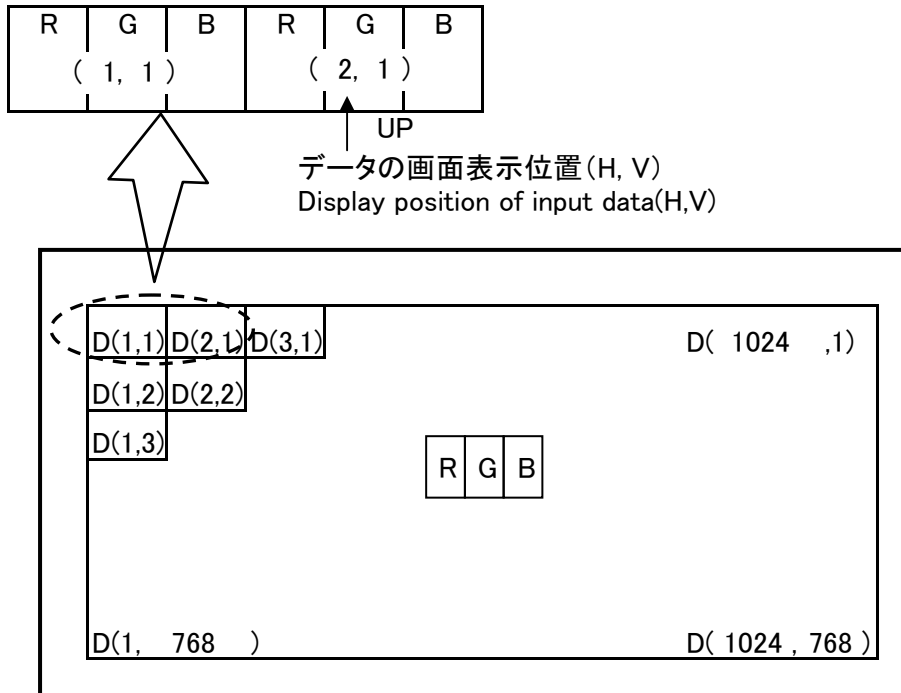 R G B R G B
( 1, 1 ) ( 2, 1 )
UP
データの画面表示位置(H, V)
Display position of input data(H,V)
D(1,1) D(2,1) D(3,1) D( 1024 ,1)
D(1,2) D(2,2)
D(1,3)
R G B
D(1, 768 ) D( 1024 , 768 )